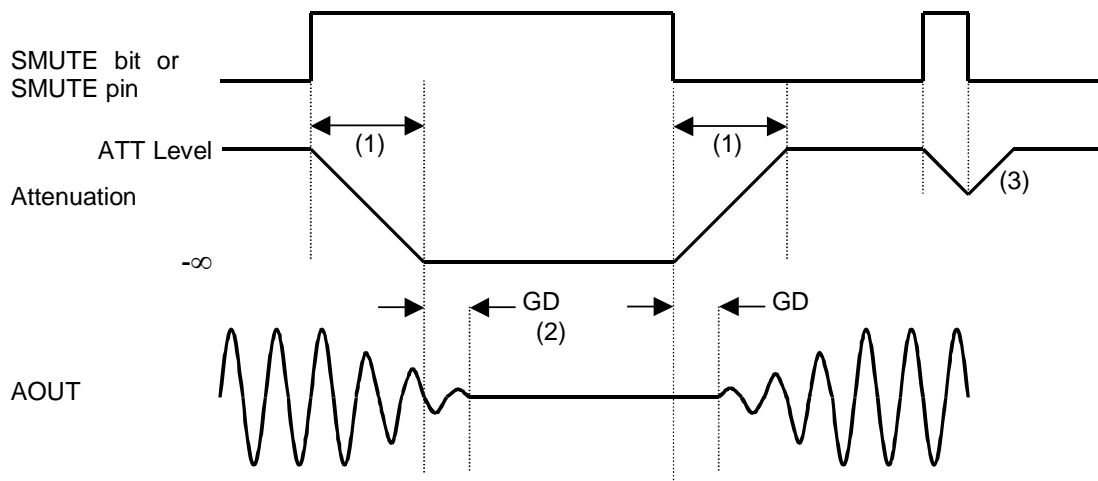 SMUTE bit or
SMUTE pin
(1)
(1)
ATT Level
(3)
Attenuation
-∞
GD
GD
(2)
AOUT